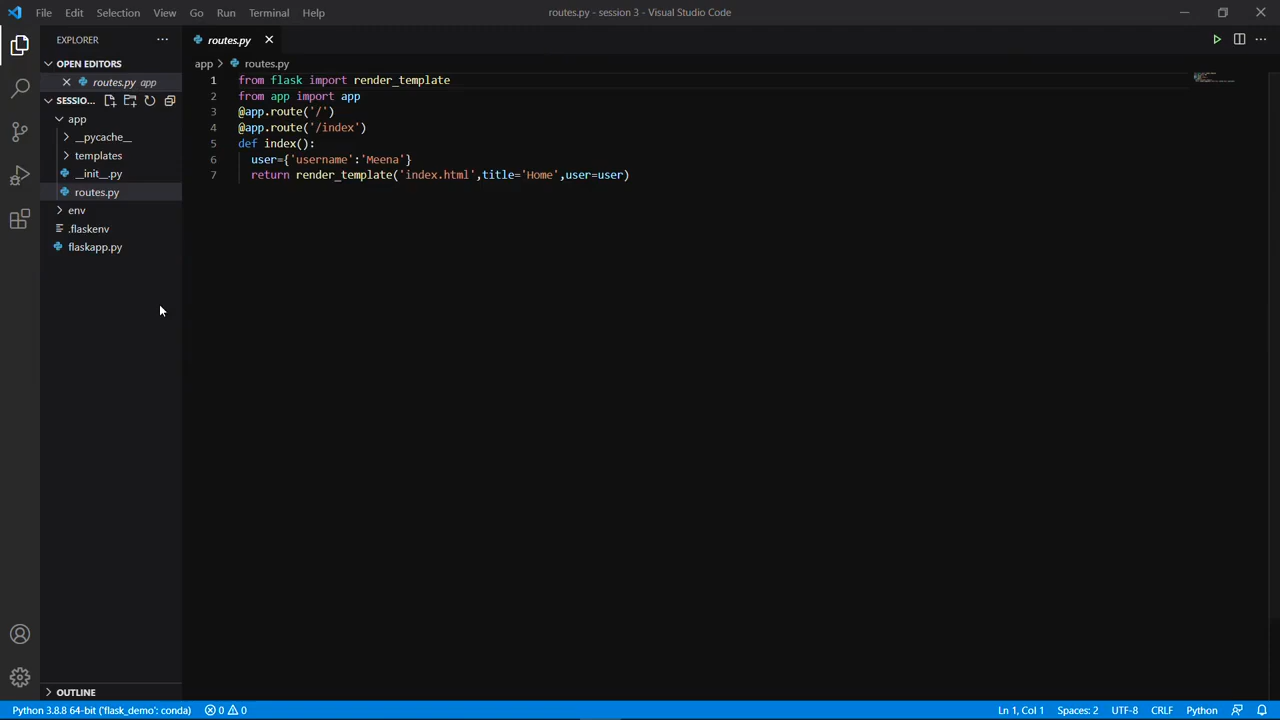 File Edit Selection View Go Run Terminal Help
routes.py - session 3 - Visual Studio Code
EXPLORER
routes.py
OPEN EDITORS
routes.py app
app > routes.py
SESSIO...
app
__pycache__
templates
__init__.py
routes.py
env
.flaskenv
flaskapp.py
1 from flask import render_template
2 from app import app
3 @app.route('/')
4 @app.route('/index')
5 def index():
6 user={'username':'Meena'}
7 return render_template('index.html',title='Home',user=user)
OUTLINE
Python 3.8.8 64-bit ('flask_demo': conda) 0 0 Ln 1, Col 1 Spaces: 2 UTF-8 CRLF Python